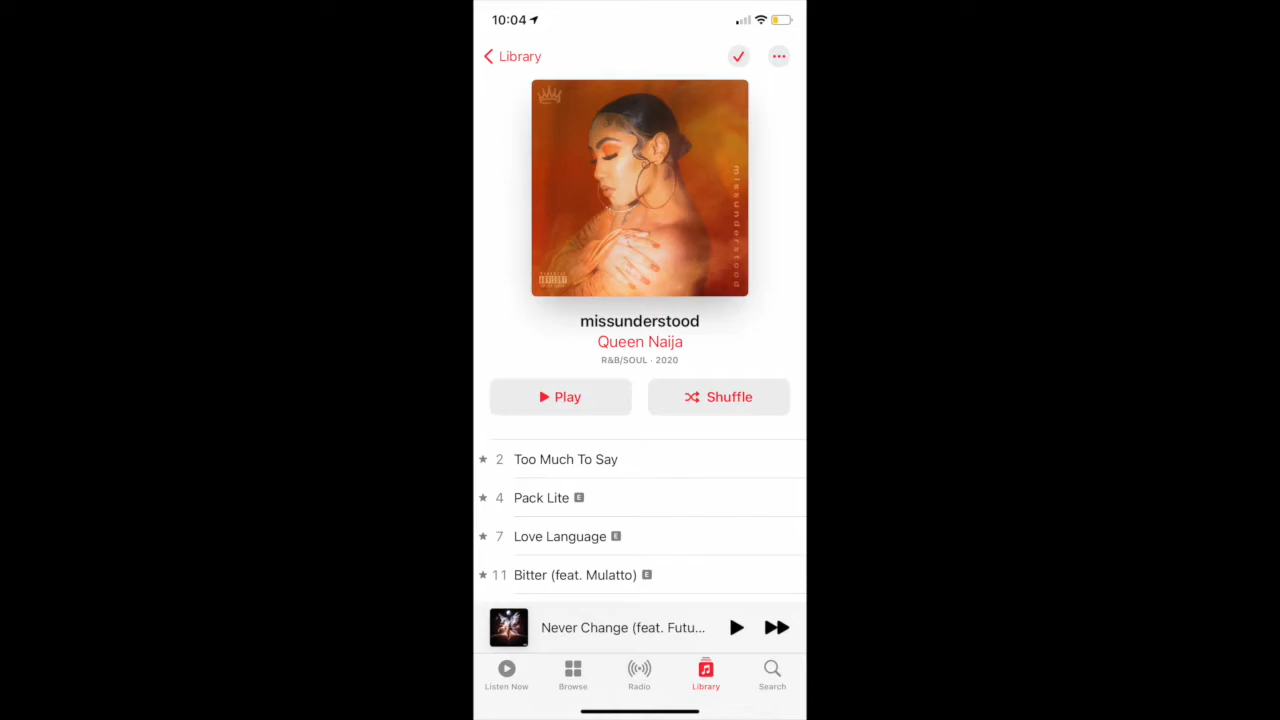 10:04
Library
missunderstood
missunderstood
Queen Naija
R&B/SOUL · 2020
Play
Shuffle
2 Too Much To Say
4 Pack Lite E
7 Love Language E
11 Bitter (feat. Mulatto) E
Never Change (feat. Futu...
Listen Now
Browse
Radio
Library
Search